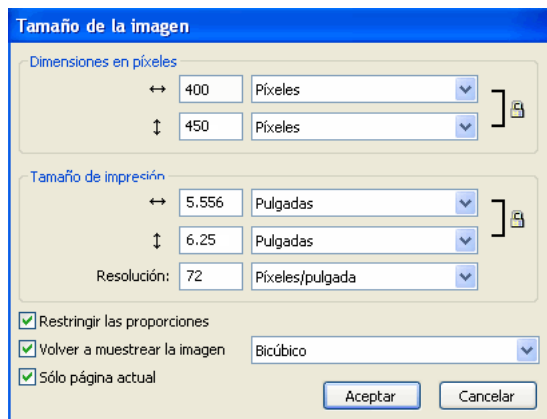 Tamaño de la imagen
Dimensiones en píxeles
400 Píxeles
450 Píxeles
Tamaño de impresión
5.556 Pulgadas
6.25 Pulgadas
Resolución: 72 Píxeles/pulgada
Restringir las proporciones
Volver a muestrear la imagen Bicúbico
Sólo página actual
Aceptar Cancelar